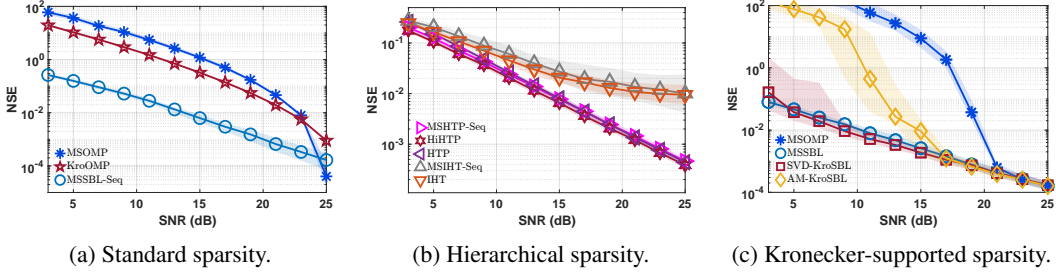 10^2
10^0
10^-2
10^-4
NSE
MSOMP
KroOMP
MSSBL-Seq
5 10 15 20 25
SNR (dB)
(a) Standard sparsity.
10^-1
10^-2
10^-3
NSE
MSHTP-Seq
HiHTP
HTP
MSIHT-Seq
IHT
5 10 15 20 25
SNR (dB)
(b) Hierarchical sparsity.
10^2
10^0
10^-2
10^-4
NSE
MSOMP
MSSBL
SVD-KroSBL
AM-KroSBL
5 10 15 20 25
SNR (dB)
(c) Kronecker-supported sparsity.